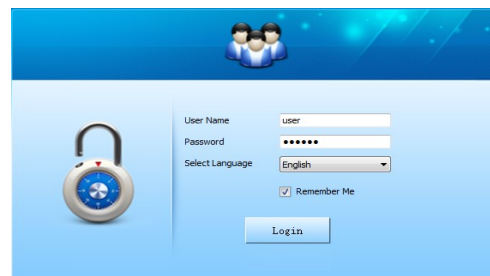 User Name user
Password ●●●●●●
Select Language English
Remember Me
Login